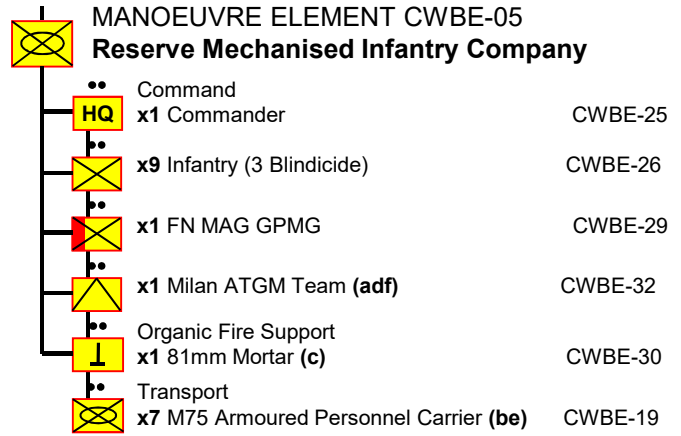 MANOEUVRE ELEMENT CWBE-05
Reserve Mechanised Infantry Company
Command
HQ x1 Commander CWBE-25
x9 Infantry (3 Blindicide) CWBE-26
x1 FN MAG GPMG CWBE-29
x1 Milan ATGM Team (adf) CWBE-32
Organic Fire Support
x1 81mm Mortar (c) CWBE-30
Transport
x7 M75 Armoured Personnel Carrier (be) CWBE-19